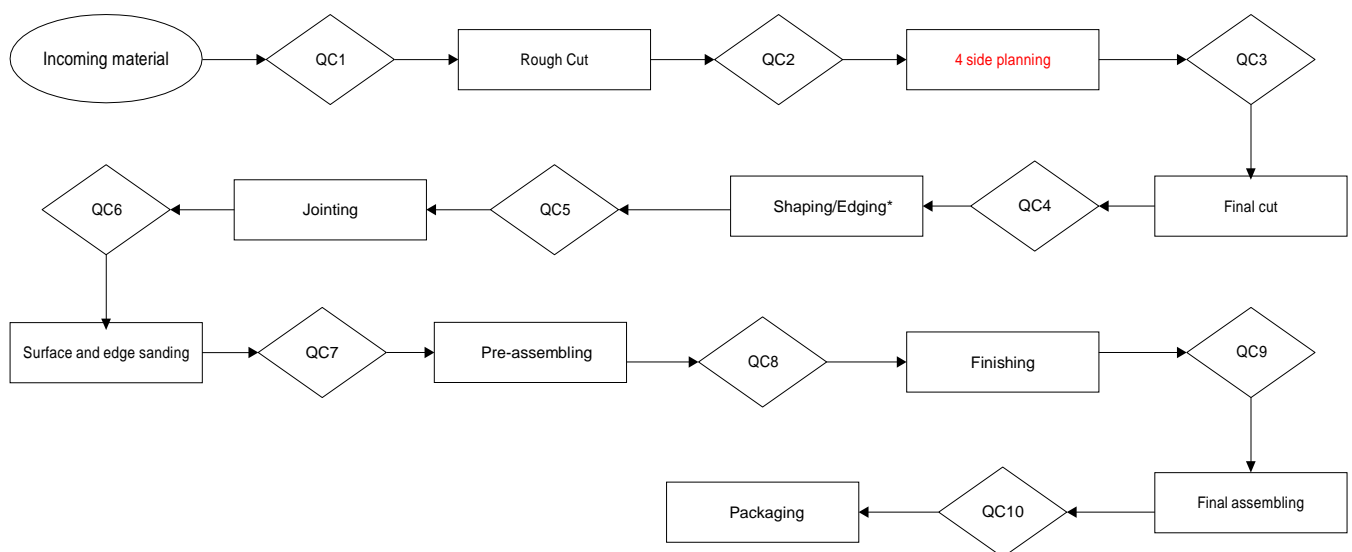 Incoming material
QC1
Rough Cut
QC2
4 side planning
QC3
Final cut
QC4
Shaping/Edging*
QC5
Jointing
QC6
Surface and edge sanding
QC7
Pre-assembling
QC8
Finishing
QC9
Final assembling
QC10
Packaging